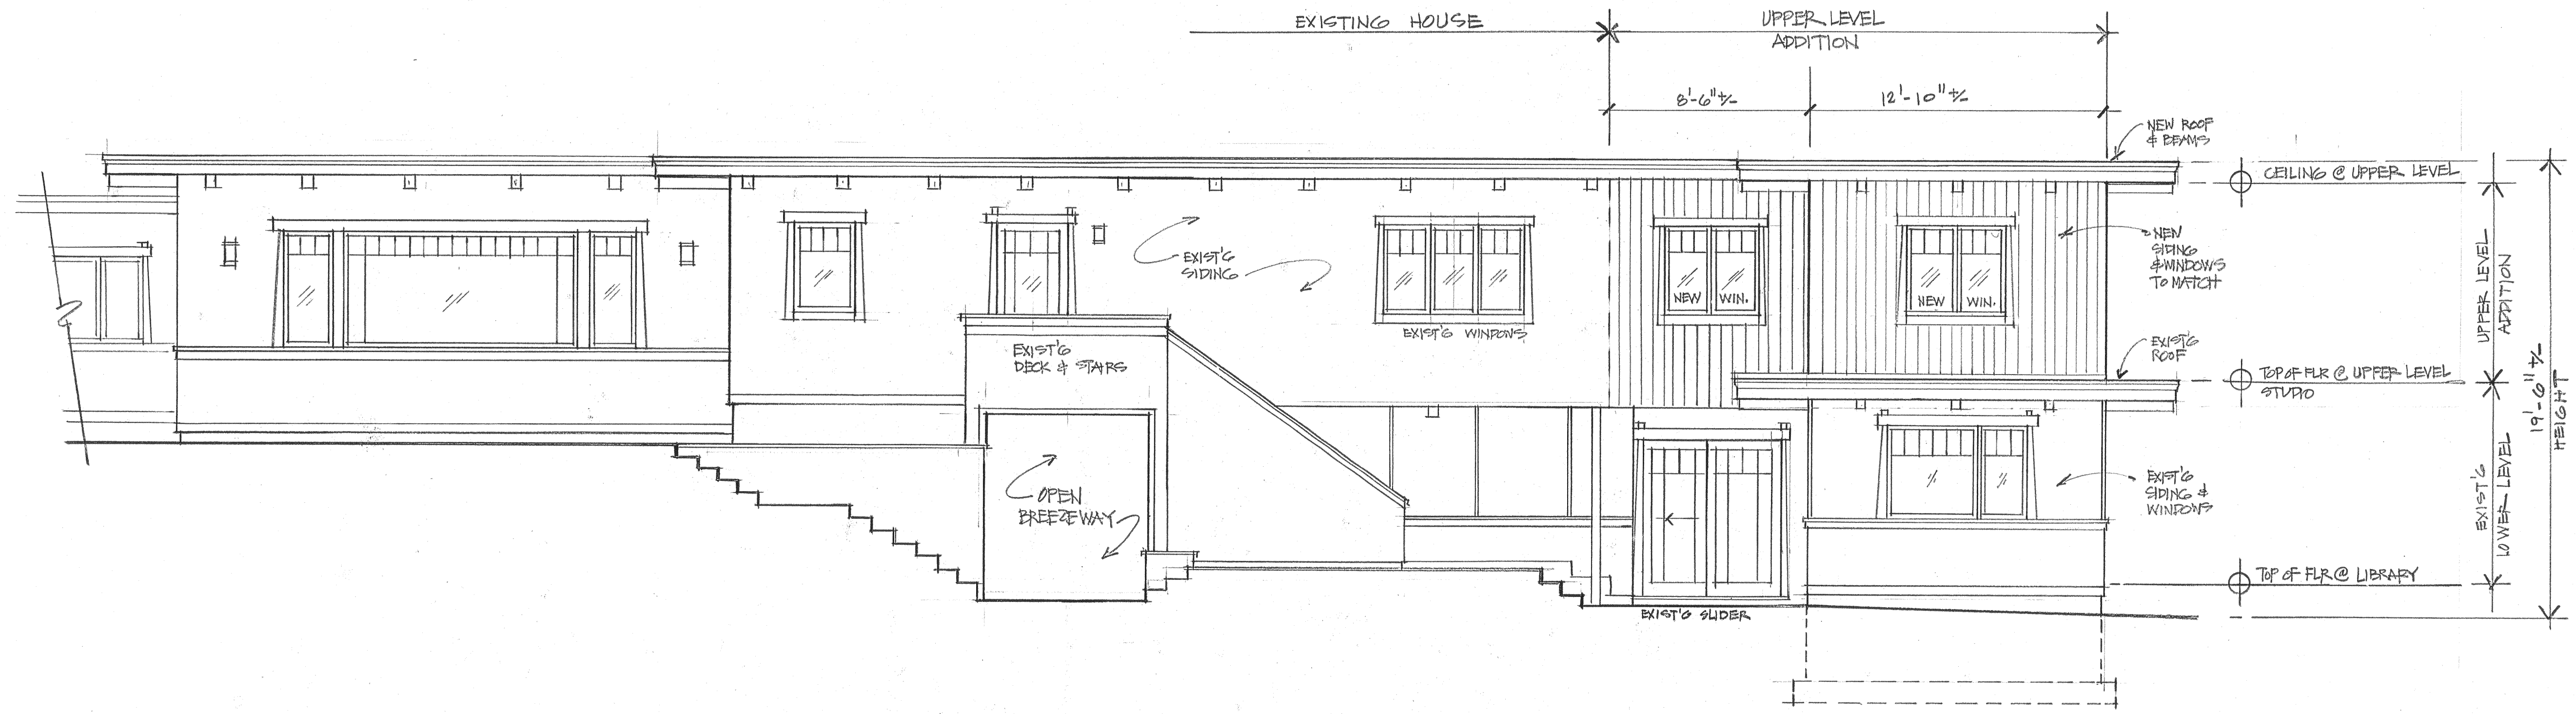 EXISTING HOUSE
UPPER LEVEL
ADDITION
8'-6" +/-
12'-10" +/-
NEW ROOF
& BEAMS
CEILING @ UPPER LEVEL
EXIST'G
SIDING
NEW
SIDING
& WINDOWS
TO MATCH
NEW WIN.
NEW WIN.
EXIST'G WINDOWS
EXIST'G
DECK & STAIRS
EXIST'G
ROOF
TOP OF FLR @ UPPER LEVEL
STUDIO
UPPER LEVEL
ADDITION
19'-6" +/-
HEIGHT
OPEN
BREEZEWAY
EXIST'G
SIDING &
WINDOWS
EXIST'G
LOWER LEVEL
TOP OF FLR @ LIBRARY
EXIST'G SLIDER